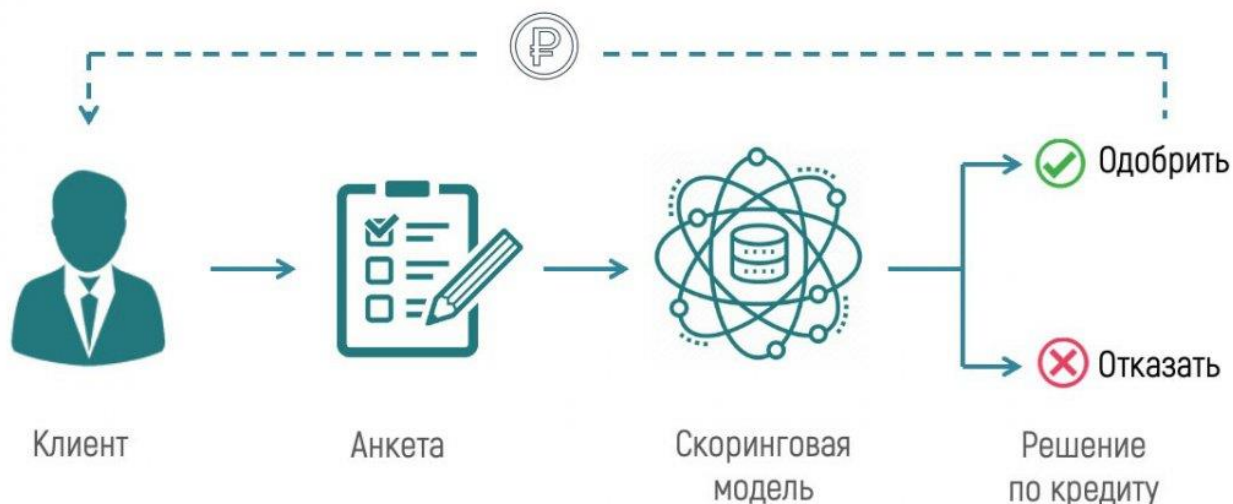 ₽
Одобрить
Отказать
Клиент
Анкета
Скоринговая
модель
Решение
по кредиту